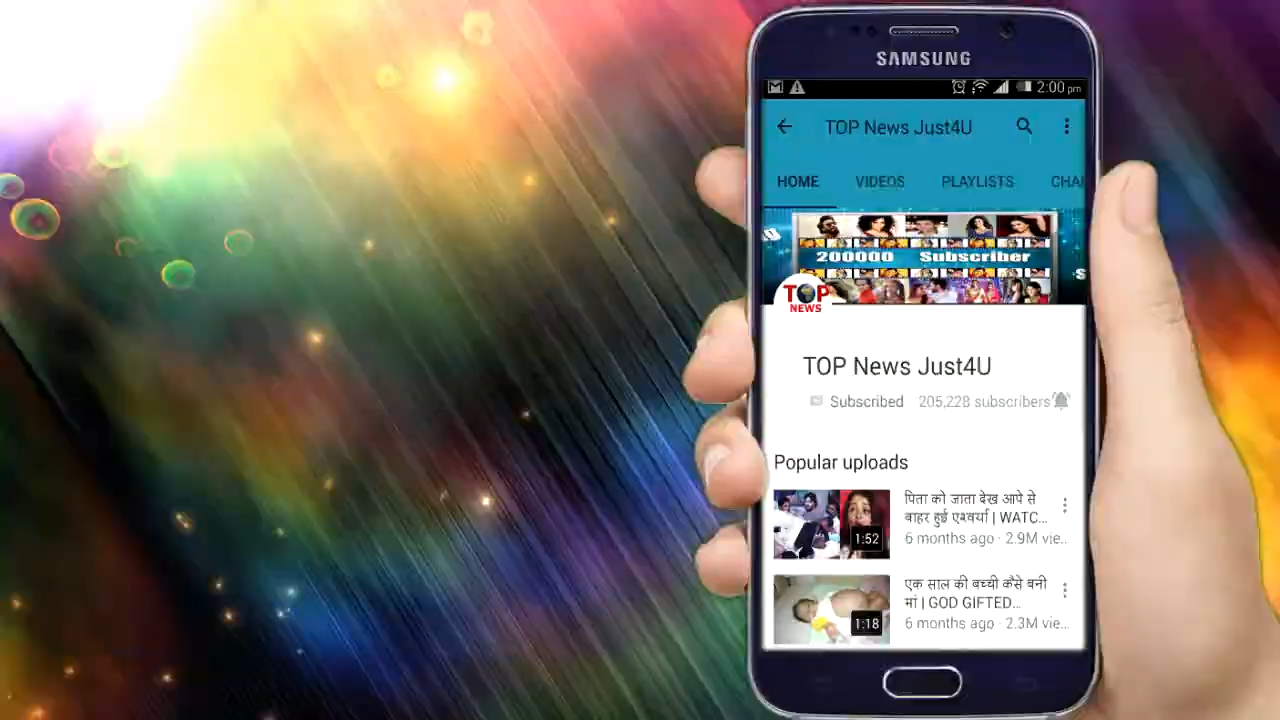 SAMSUNG
2:00 pm
TOP News Just4U
HOME VIDEOS PLAYLISTS CHA
200000 Subscriber
TOP
NEWS
TOP News Just4U
Subscribed 205,228 subscribers
Popular uploads
पिता को जाता देख आपे से
बाहर हुई एश्वर्या | WATC...
1:52
6 months ago · 2.9M vie..
एक साल की बच्ची कैसे बनी
मां | GOD GIFTED...
1:18
6 months ago · 2.3M vie...